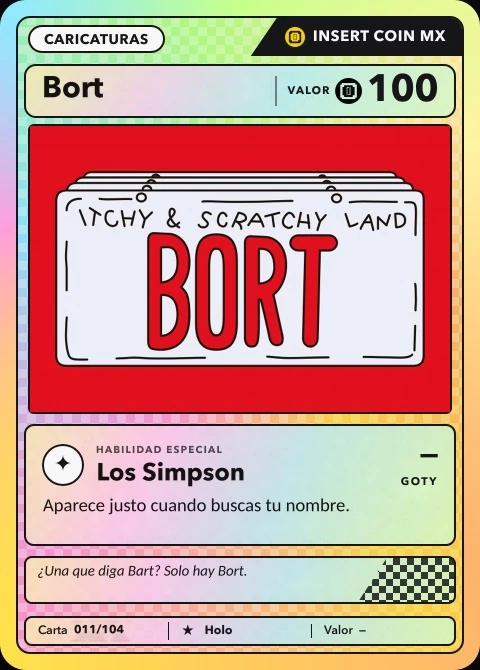 CARICATURAS
INSERT COIN MX
Bort
VALOR 100
ITCHY & SCRATCHY LAND
BORT
HABILIDAD ESPECIAL
Los Simpson
–
GOTY
Aparece justo cuando buscas tu nombre.
¿Una que diga Bart? Solo hay Bort.
Carta 011/104 ★ Holo Valor –